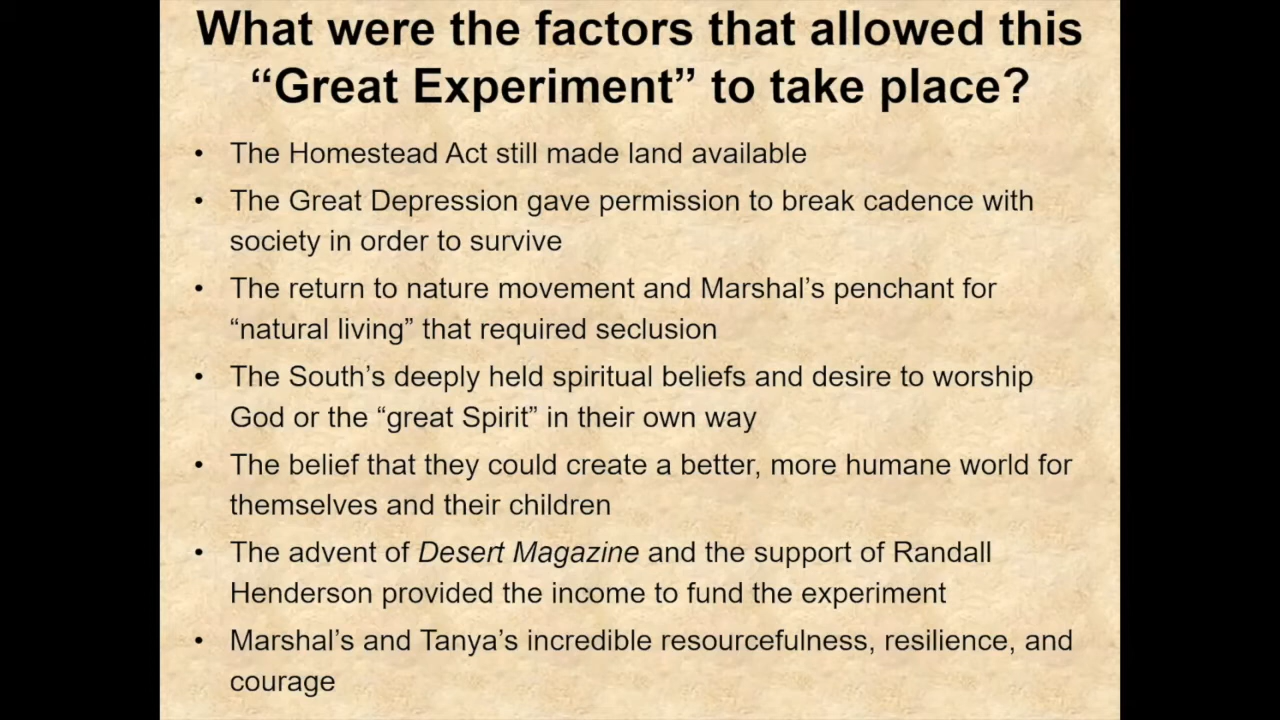 What were the factors that allowed this
“Great Experiment” to take place?
• The Homestead Act still made land available
• The Great Depression gave permission to break cadence with
society in order to survive
• The return to nature movement and Marshal’s penchant for
“natural living” that required seclusion
• The South’s deeply held spiritual beliefs and desire to worship
God or the “great Spirit” in their own way
• The belief that they could create a better, more humane world for
themselves and their children
• The advent of Desert Magazine and the support of Randall
Henderson provided the income to fund the experiment
• Marshal’s and Tanya’s incredible resourcefulness, resilience, and
courage